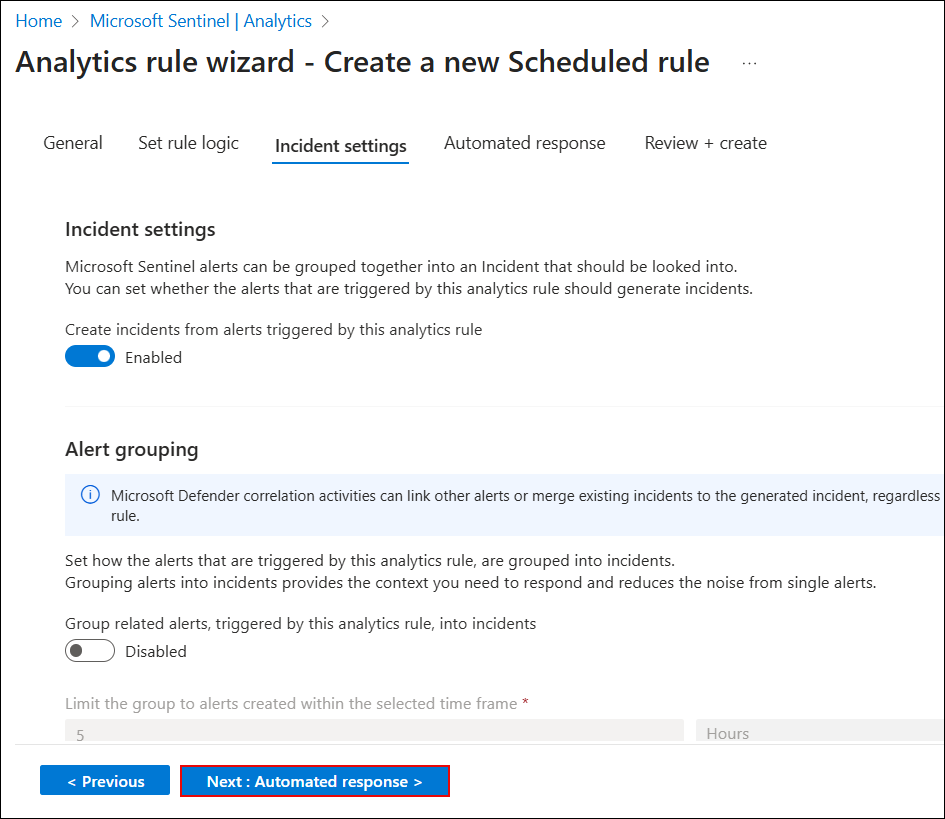 Home > Microsoft Sentinel | Analytics >
Analytics rule wizard - Create a new Scheduled rule ...
General Set rule logic Incident settings Automated response Review + create
Incident settings
Microsoft Sentinel alerts can be grouped together into an Incident that should be looked into.
You can set whether the alerts that are triggered by this analytics rule should generate incidents.
Create incidents from alerts triggered by this analytics rule
Enabled
Alert grouping
Microsoft Defender correlation activities can link other alerts or merge existing incidents to the generated incident, regardless
rule.
Set how the alerts that are triggered by this analytics rule, are grouped into incidents.
Grouping alerts into incidents provides the context you need to respond and reduces the noise from single alerts.
Group related alerts, triggered by this analytics rule, into incidents
Disabled
Limit the group to alerts created within the selected time frame *
5 Hours
< Previous Next : Automated response >